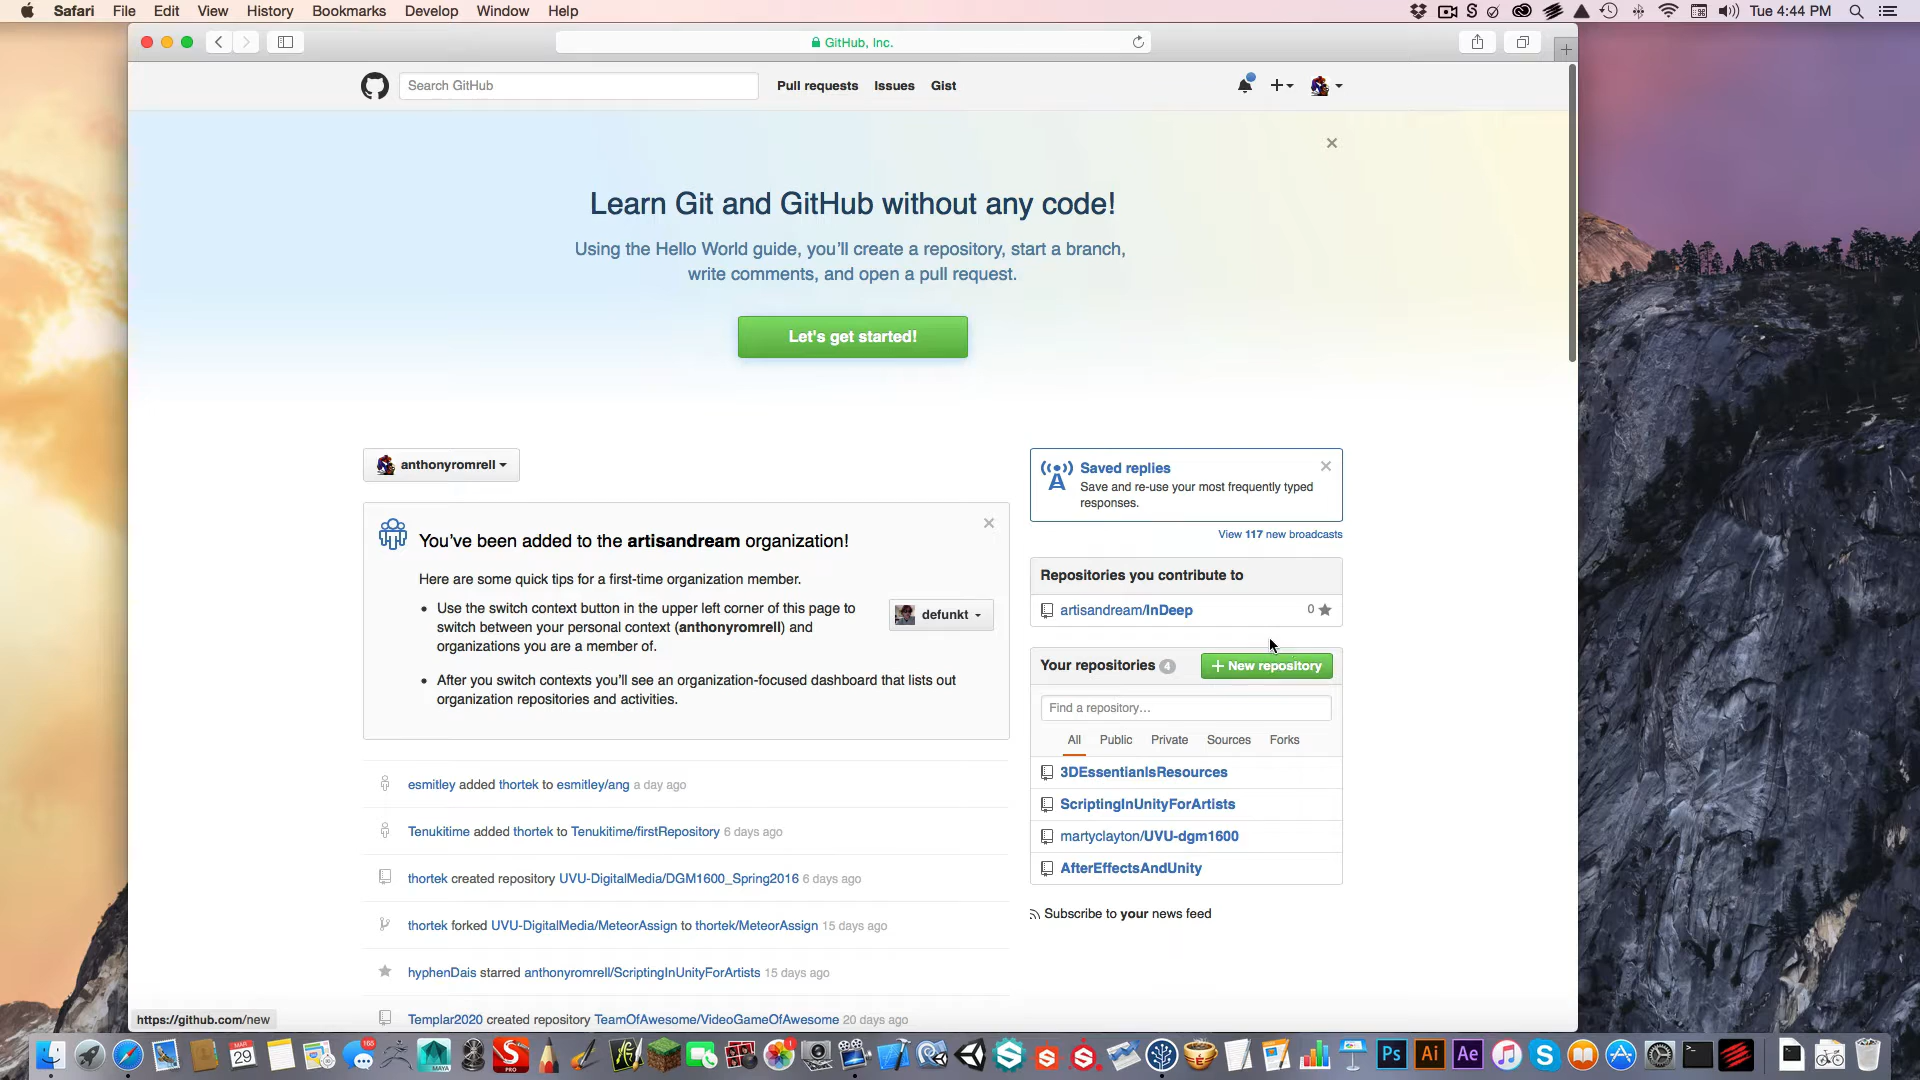 Safari File Edit View History Bookmarks Develop Window Help
Tue 4:44 PM
GitHub, Inc.
Search GitHub
Pull requests Issues Gist
Learn Git and GitHub without any code!
Using the Hello World guide, you'll create a repository, start a branch,
write comments, and open a pull request.
Let's get started!
anthonyromrell
You've been added to the artisandream organization!
Here are some quick tips for a first-time organization member.
• Use the switch context button in the upper left corner of this page to
switch between your personal context (anthonyromrell) and
organizations you are a member of.
defunkt
• After you switch contexts you'll see an organization-focused dashboard that lists out
organization repositories and activities.
esmitley added thortek to esmitley/ang a day ago
Tenukitime added thortek to Tenukitime/firstRepository 6 days ago
thortek created repository UVU-DigitalMedia/DGM1600_Spring2016 6 days ago
thortek forked UVU-DigitalMedia/MeteorAssign to thortek/MeteorAssign 15 days ago
hyphenDais starred anthonyromrell/ScriptingInUnityForArtists 15 days ago
Templar2020 created repository TeamOfAwesome/VideoGameOfAwesome 20 days ago
Saved replies
Save and re-use your most frequently typed
responses.
View 117 new broadcasts
Repositories you contribute to
artisandream/InDeep 0
Your repositories 4
+ New repository
Find a repository...
All Public Private Sources Forks
3DEssentianlsResources
ScriptingInUnityForArtists
martyclayton/UVU-dgm1600
AfterEffectsAndUnity
Subscribe to your news feed
https://github.com/new
MAR
29
165
MAYA
PRO
1
Ps
Ai
Ae